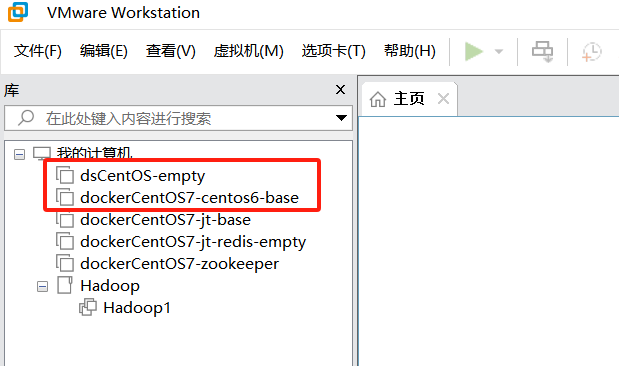 VMware Workstation
文件(F) 编辑(E) 查看(V) 虚拟机(M) 选项卡(T) 帮助(H)
库
主页
在此处键入内容进行搜索
我的计算机
dsCentOS-empty
dockerCentOS7-centos6-base
dockerCentOS7-jt-base
dockerCentOS7-jt-redis-empty
dockerCentOS7-zookeeper
Hadoop
Hadoop1